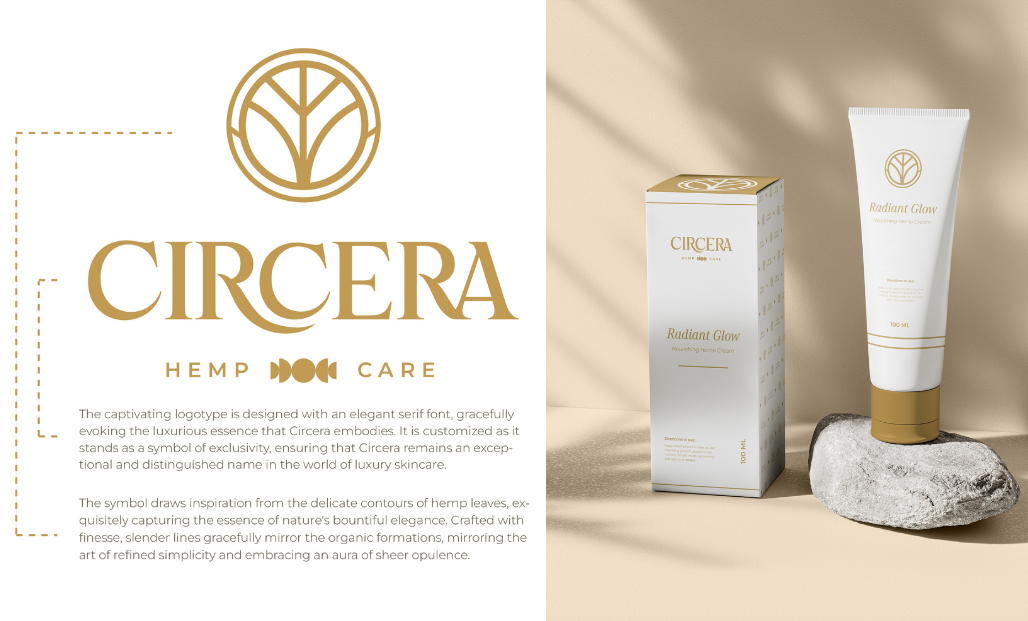 CIRCERA
HEMP CARE
The captivating logotype is designed with an elegant serif font, gracefully
evoking the luxurious essence that Circera embodies. It is customized as it
stands as a symbol of exclusivity, ensuring that Circera remains an excep-
tional and distinguished name in the world of luxury skincare.
The symbol draws inspiration from the delicate contours of hemp leaves, ex-
quisitely capturing the essence of nature's bountiful elegance. Crafted with
finesse, slender lines gracefully mirror the organic formations, mirroring the
art of refined simplicity and embracing an aura of sheer opulence.
CIRCERA
HEMP CARE
Radiant Glow
Nourishing Hemp Cream
100 ML
Radiant Glow
Nourishing Hemp Cream
100 ML